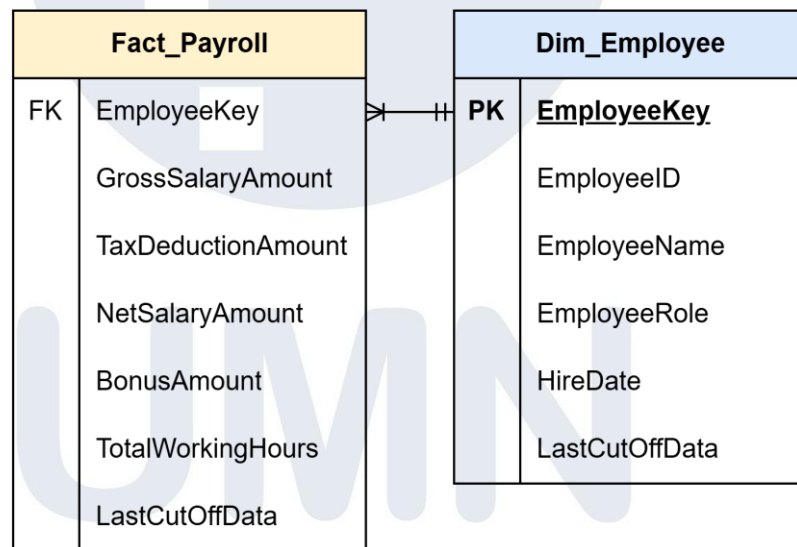 Fact_Payroll
FK EmployeeKey
GrossSalaryAmount
TaxDeductionAmount
NetSalaryAmount
BonusAmount
TotalWorkingHours
LastCutOffData
Dim_Employee
PK EmployeeKey
EmployeeID
EmployeeName
EmployeeRole
HireDate
LastCutOffData
UMN